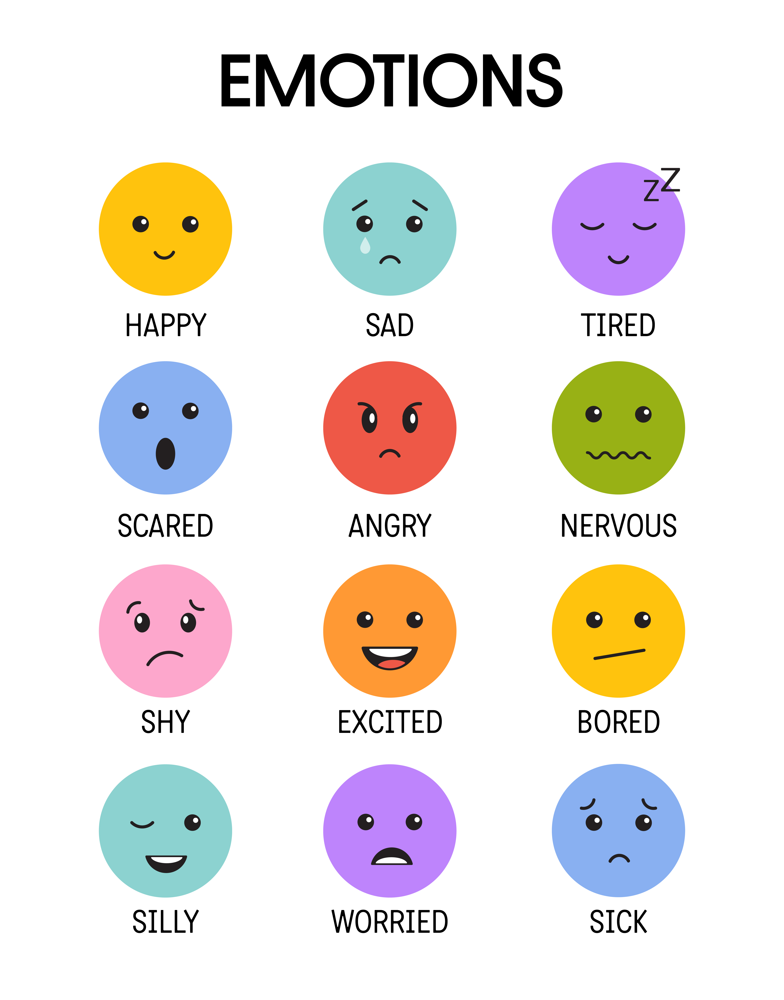 EMOTIONS
zZ
HAPPY SAD TIRED
SCARED ANGRY NERVOUS
SHY EXCITED BORED
SILLY WORRIED SICK